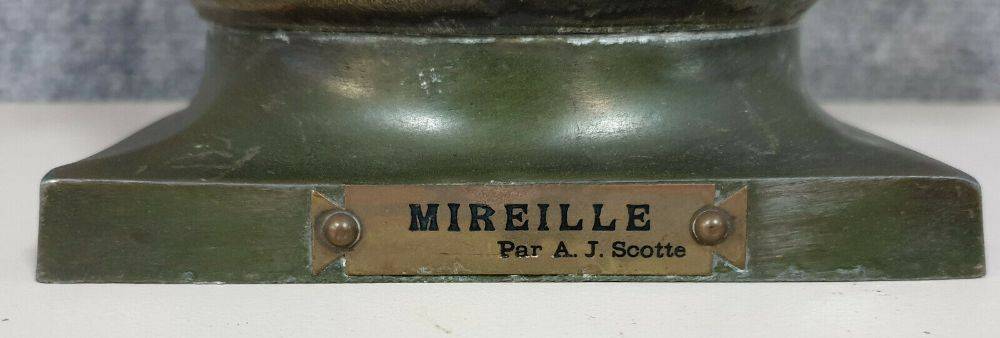 MIREILLE
Par A. J. Scotte